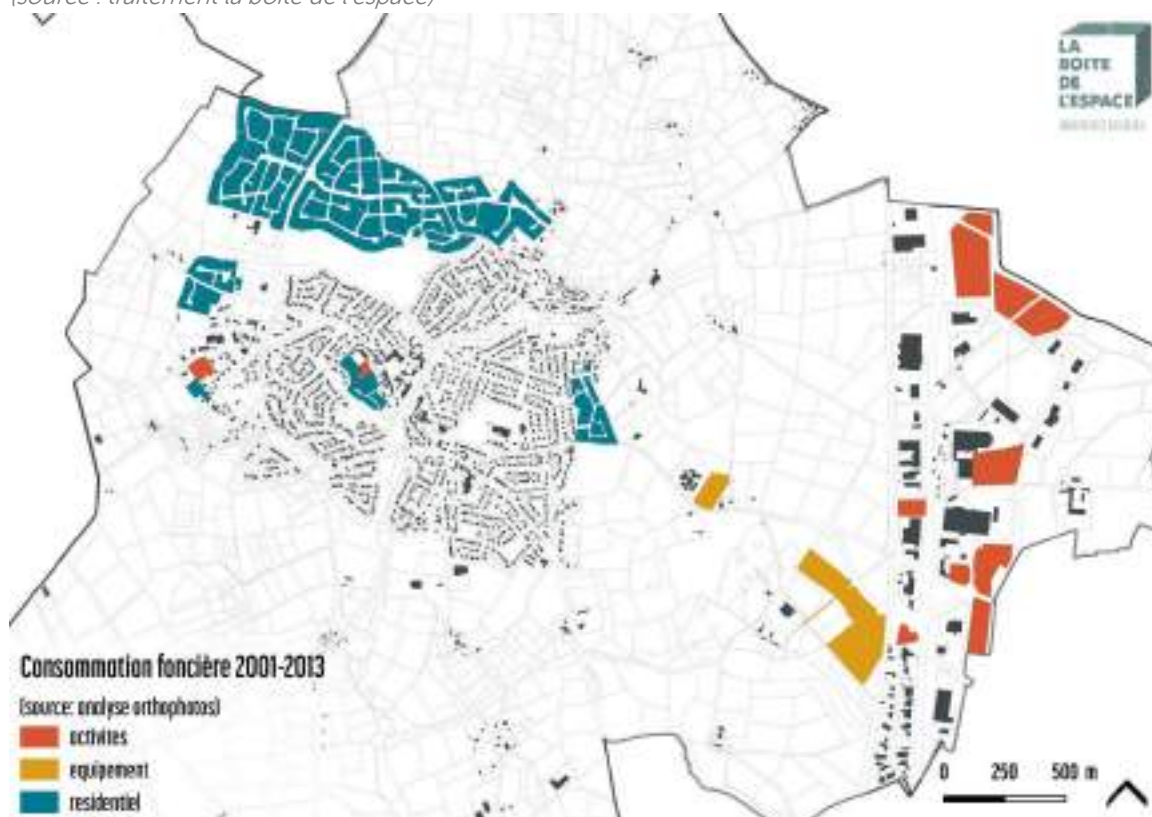 (source : traitement la boite de l'espace)
LA
BOITE
DE
L'ESPACE
Consommation foncière 2001-2013
(source: analyse orthophotos)
activites
equipement
residentiel
0 250 500 m